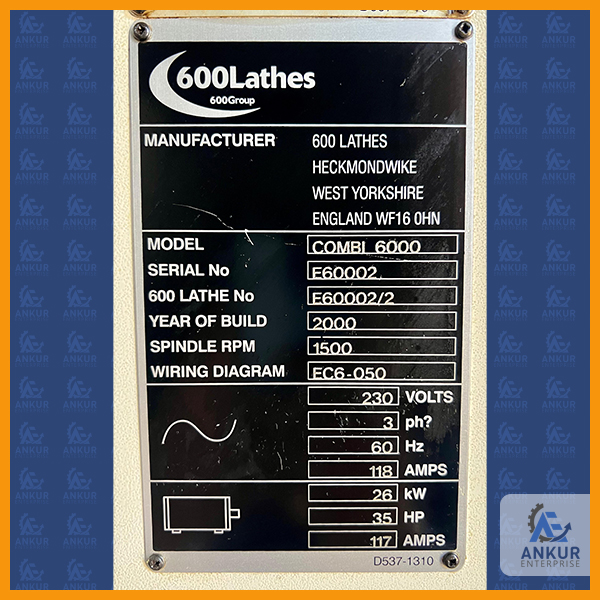 600Lathes
600Group
MANUFACTURER 600 LATHES
HECKMONDWIKE
WEST YORKSHIRE
ENGLAND WF16 0HN
MODEL COMBI 6000
SERIAL No E60002
600 LATHE No E60002/2
YEAR OF BUILD 2000
SPINDLE RPM 1500
WIRING DIAGRAM EC6-050
230 VOLTS
3 ph?
60 Hz
118 AMPS
26 kW
35 HP
117 AMPS
D537-1310
ANKUR
ENTERPRISE